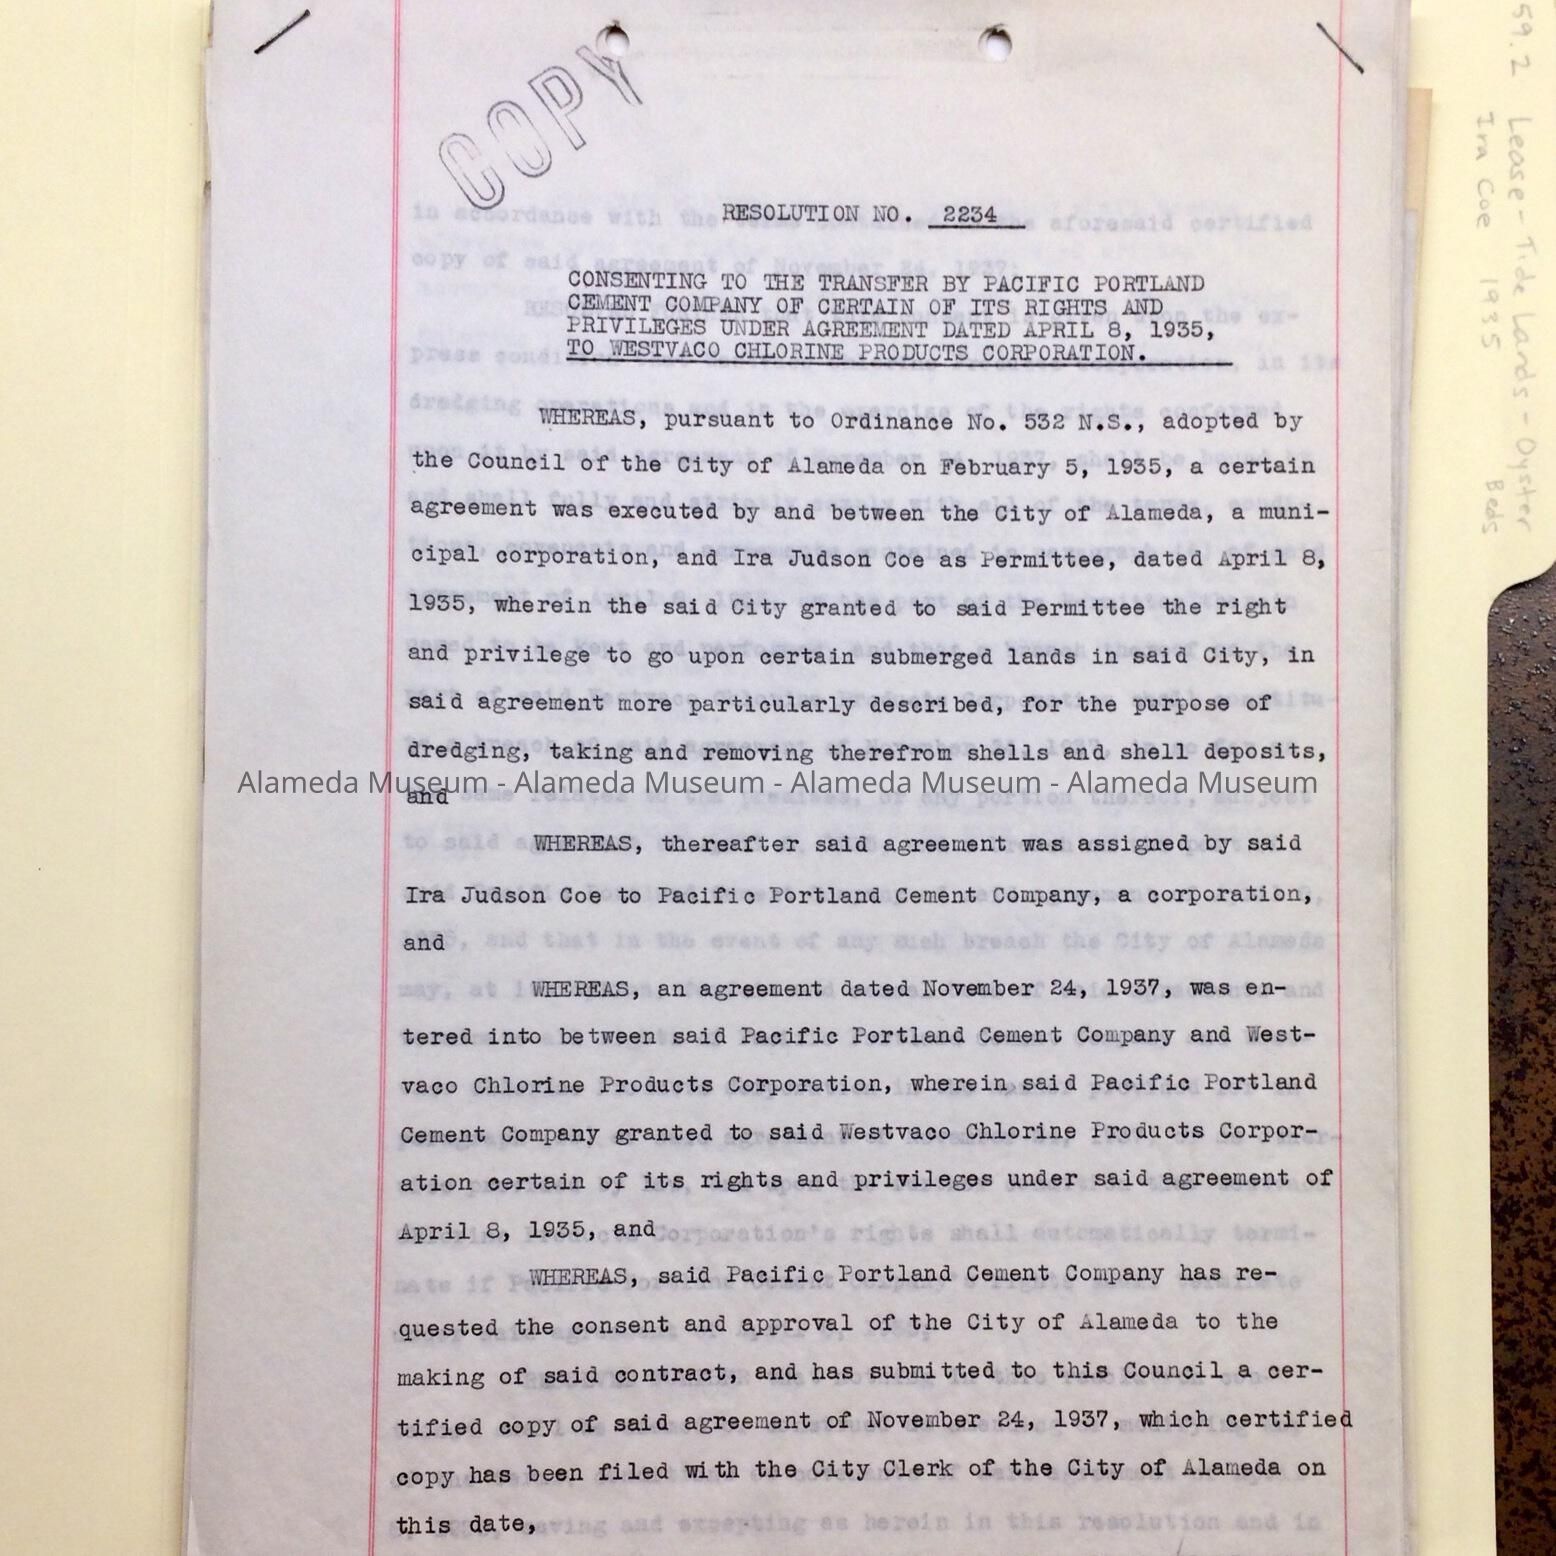 COPY
RESOLUTION NO. 2234
CONSENTING TO THE TRANSFER BY PACIFIC PORTLAND
CEMENT COMPANY OF CERTAIN OF ITS RIGHTS AND
PRIVILEGES UNDER AGREEMENT DATED APRIL 8, 1935,
TO WESTVACO CHLORINE PRODUCTS CORPORATION.
WHEREAS, pursuant to Ordinance No. 532 N.S., adopted by
the Council of the City of Alameda on February 5, 1935, a certain
agreement was executed by and between the City of Alameda, a muni-
cipal corporation, and Ira Judson Coe as Permittee, dated April 8,
1935, wherein the said City granted to said Permittee the right
and privilege to go upon certain submerged lands in said City, in
said agreement more particularly described, for the purpose of
dredging, taking and removing therefrom shells and shell deposits,
Alameda Museum - Alameda Museum - Alameda Museum - Alameda Museum
and
WHEREAS, thereafter said agreement was assigned by said
Ira Judson Coe to Pacific Portland Cement Company, a corporation,
and
WHEREAS, an agreement dated November 24, 1937, was en-
tered into between said Pacific Portland Cement Company and West-
vaco Chlorine Products Corporation, wherein said Pacific Portland
Cement Company granted to said Westvaco Chlorine Products Corpor-
ation certain of its rights and privileges under said agreement of
April 8, 1935, and
WHEREAS, said Pacific Portland Cement Company has re-
quested the consent and approval of the City of Alameda to the
making of said contract, and has submitted to this Council a cer-
tified copy of said agreement of November 24, 1937, which certified
copy has been filed with the City Clerk of the City of Alameda on
this date,
59.2 Lease - Tide Lands - Oyster
Beds
Ira Coe 1935